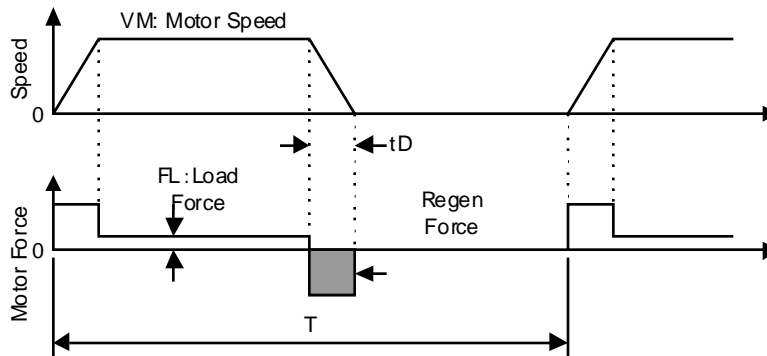 VM: Motor Speed
Speed
0
tD
FL:Load
Force
Regen
Force
Motor Force
0
T